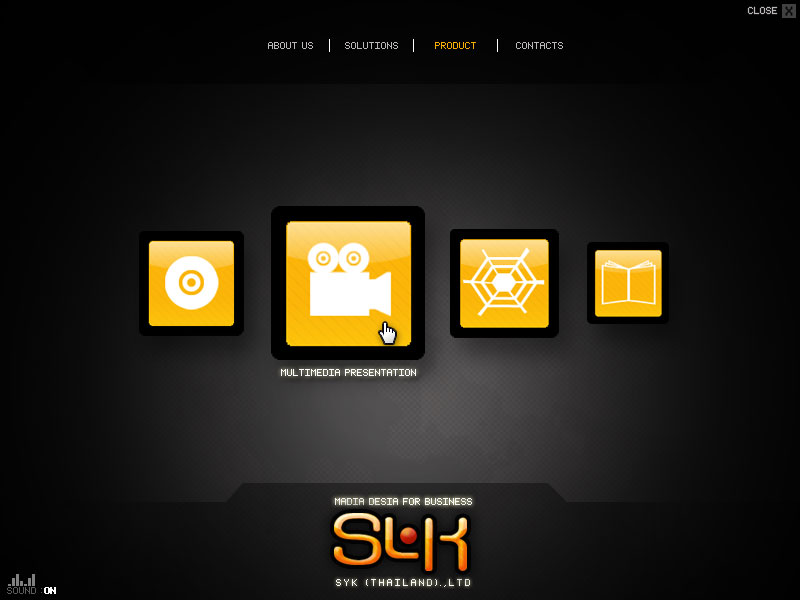 CLOSE X
ABOUT US | SOLUTIONS | PRODUCT | CONTACTS
MULTIMEDIA PRESENTATION
MADIA DESIA FOR BUSINESS
SYK
SYK (THAILAND).,LTD
SOUND :ON